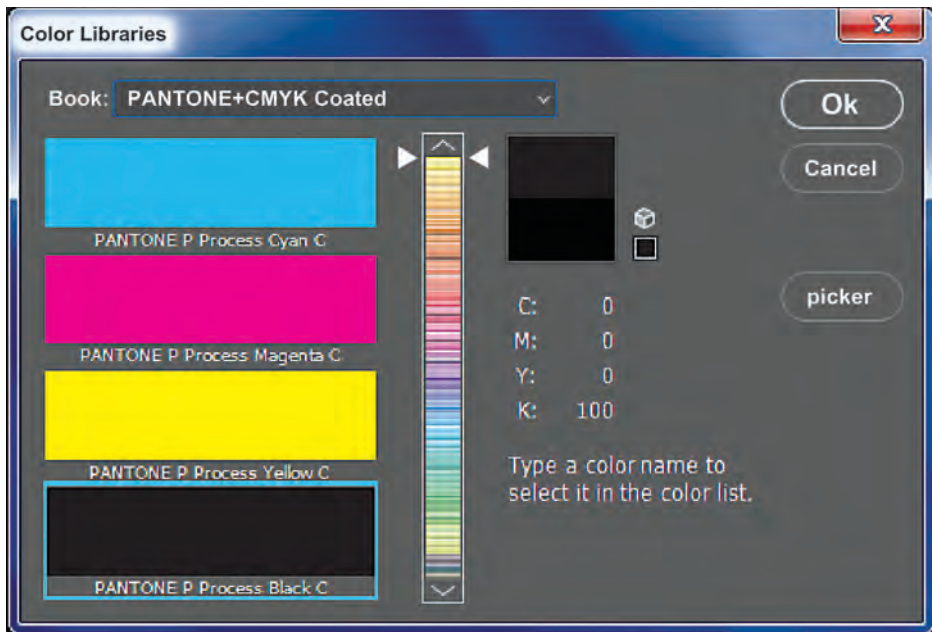 Color Libraries
X
Book: PANTONE+CMYK Coated
Ok
Cancel
picker
PANTONE P Process Cyan C
PANTONE P Process Magenta C
PANTONE P Process Yellow C
PANTONE P Process Black C
C: 0
M: 0
Y: 0
K: 100
Type a color name to
select it in the color list.